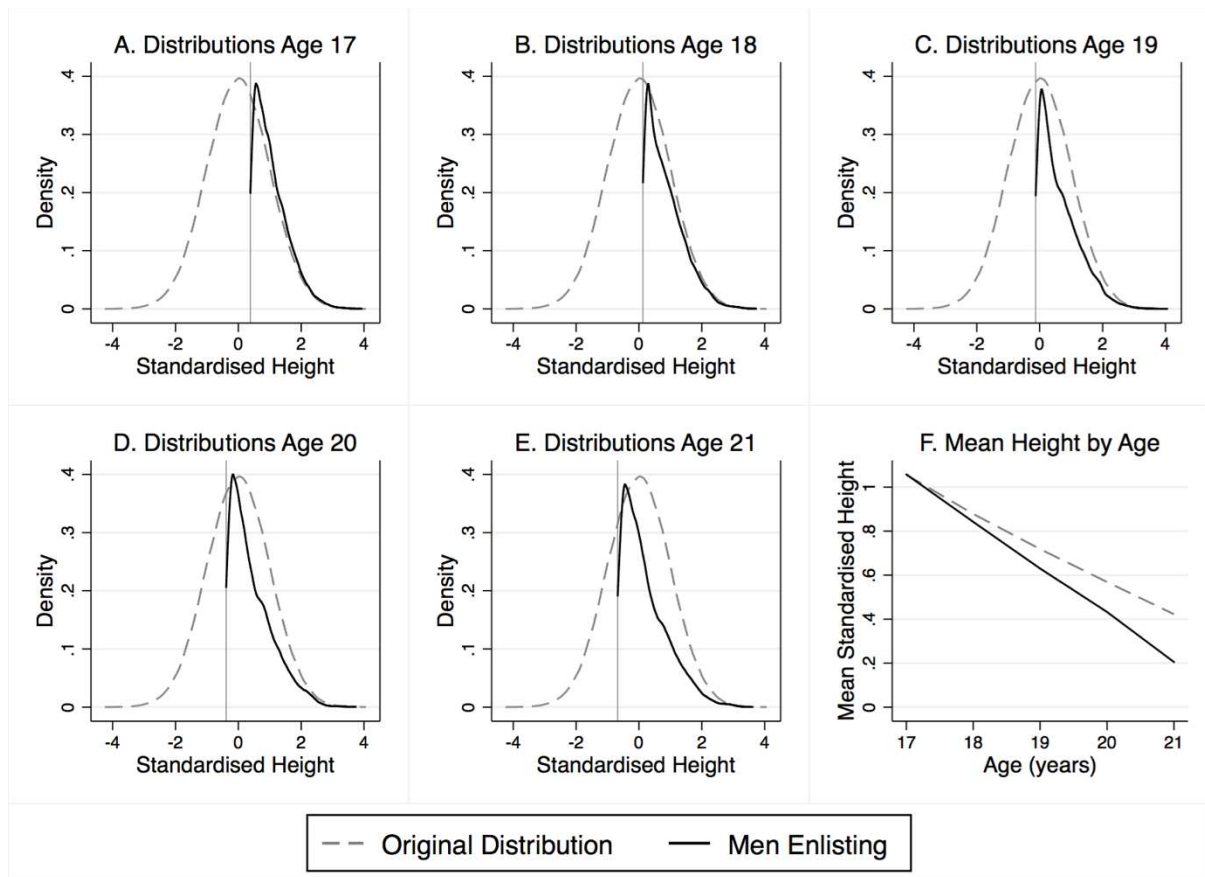 A. Distributions Age 17
Density
.4
.3
.2
.1
0
-4 -2 0 2 4
Standardised Height
B. Distributions Age 18
Density
.4
.3
.2
.1
0
-4 -2 0 2 4
Standardised Height
C. Distributions Age 19
Density
.4
.3
.2
.1
0
-4 -2 0 2 4
Standardised Height
D. Distributions Age 20
Density
.4
.3
.2
.1
0
-4 -2 0 2 4
Standardised Height
E. Distributions Age 21
Density
.4
.3
.2
.1
0
-4 -2 0 2 4
Standardised Height
F. Mean Height by Age
Mean Standardised Height
1
.8
.6
.4
.2
0
17 18 19 20 21
Age (years)
Original Distribution Men Enlisting